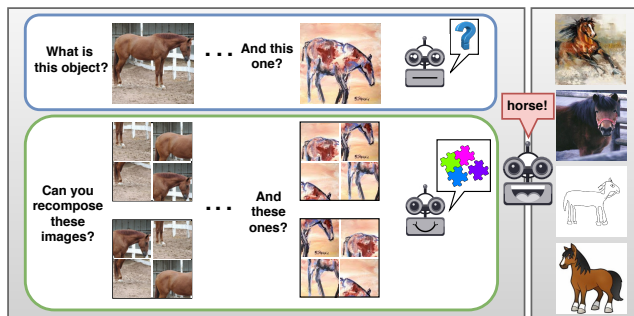 What is
this object?
. . .
And this
one?
?
horse!
Can you
recompose
these
images?
. . .
And
these
ones?